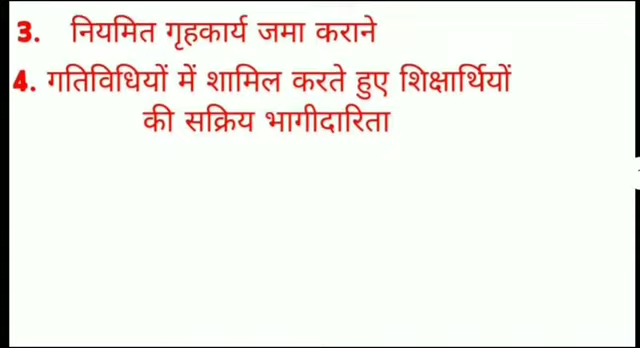 3. नियमित गृहकार्य जमा कराने
4. गतिविधियों में शामिल करते हुए शिक्षार्थियों
की सक्रिय भागीदारिता